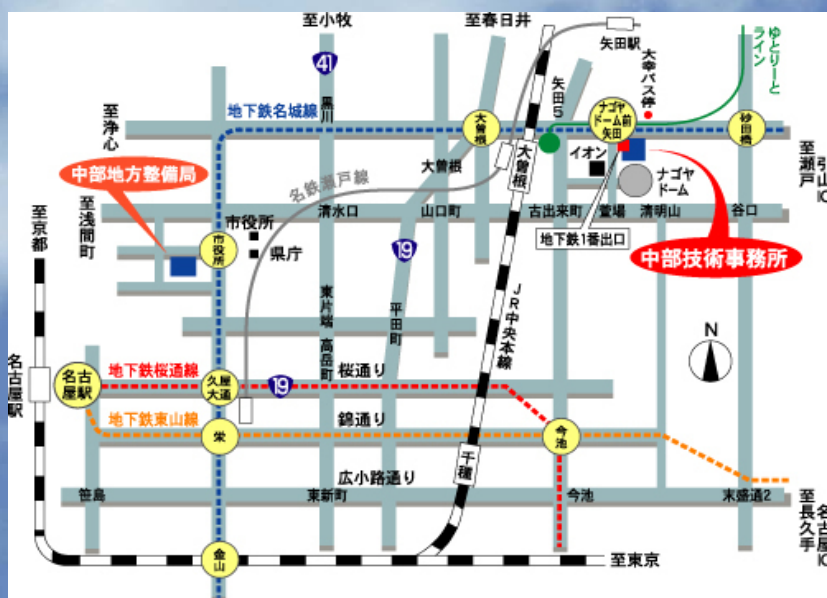 至小牧
至春日井
矢田駅
ゆとりーと
ライン
41
大幸バス停
矢田5
ナゴヤ
ドーム前
矢田
地下鉄名城線
黒川
大曽根
砂田橋
至浄心
大曽根
大曽根
イオン
ナゴヤ
ドーム
至瀬戸
引山IC
中部地方整備局
名鉄瀬戸線
至京都
至浅間町
市役所
清水口
山口町
古出来町
萱場
清明山
谷口
市役所
県庁
19
地下鉄1番出口
中部技術事務所
東片端
平田町
JR中央本線
高岳町
N
名古屋駅
名古
屋駅
地下鉄桜通線
久屋
大通
19
桜通り
地下鉄東山線
栄
錦通り
今池
千種
広小路通り
笹島
東新町
今池
末盛通2
至長久手
名古屋IC
金山
至東京